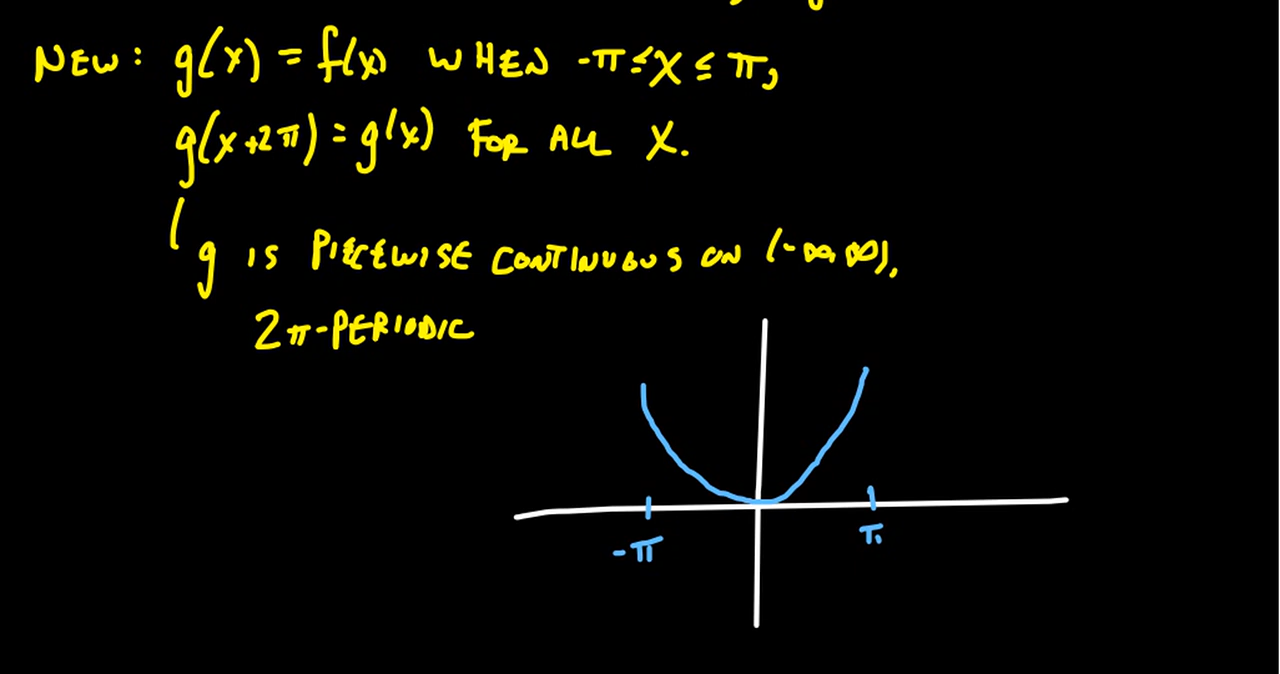 NEW: g(x) = f(x) WHEN -π ≤ x ≤ π,
g(x+2π) = g(x) FOR ALL X.
g IS PIECEWISE CONTINUOUS ON (-∞, ∞),
2π-PERIODIC
-π π